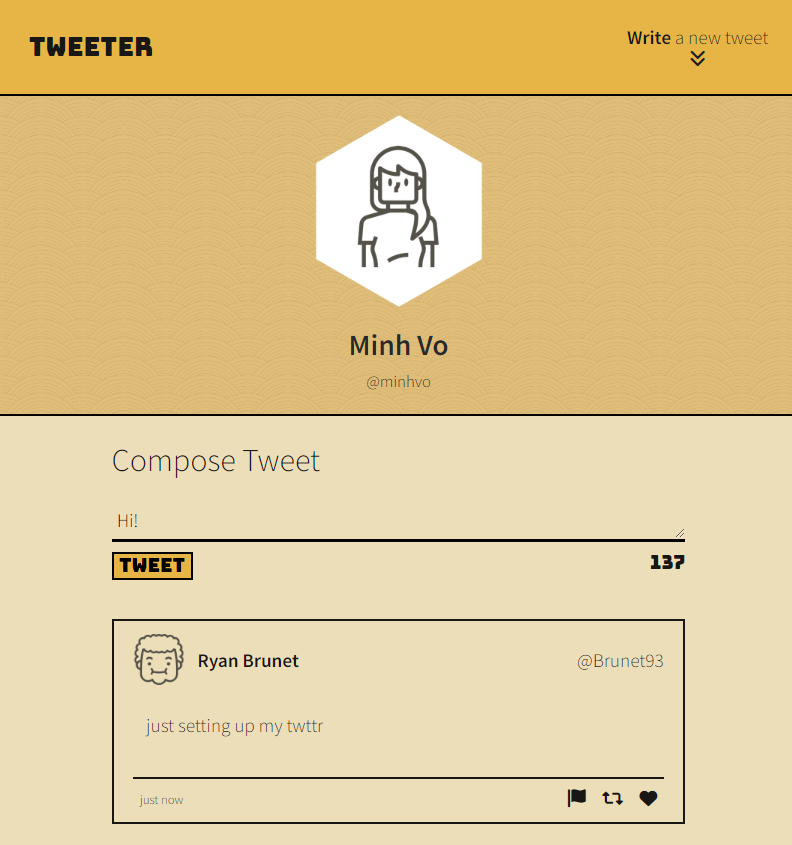 TWEETER
Write a new tweet
Minh Vo
@minhvo
Compose Tweet
Hi!
TWEET
137
Ryan Brunet
@Brunet93
just setting up my twttr
just now